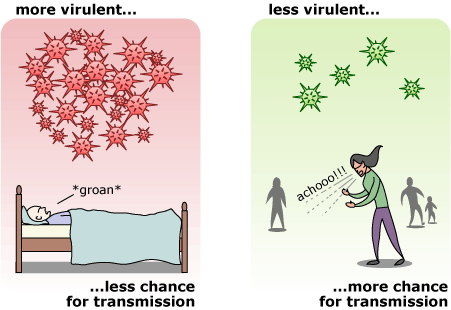 more virulent...
*groan*
...less chance
for transmission
less virulent...
achooo!!!
...more chance
for transmission